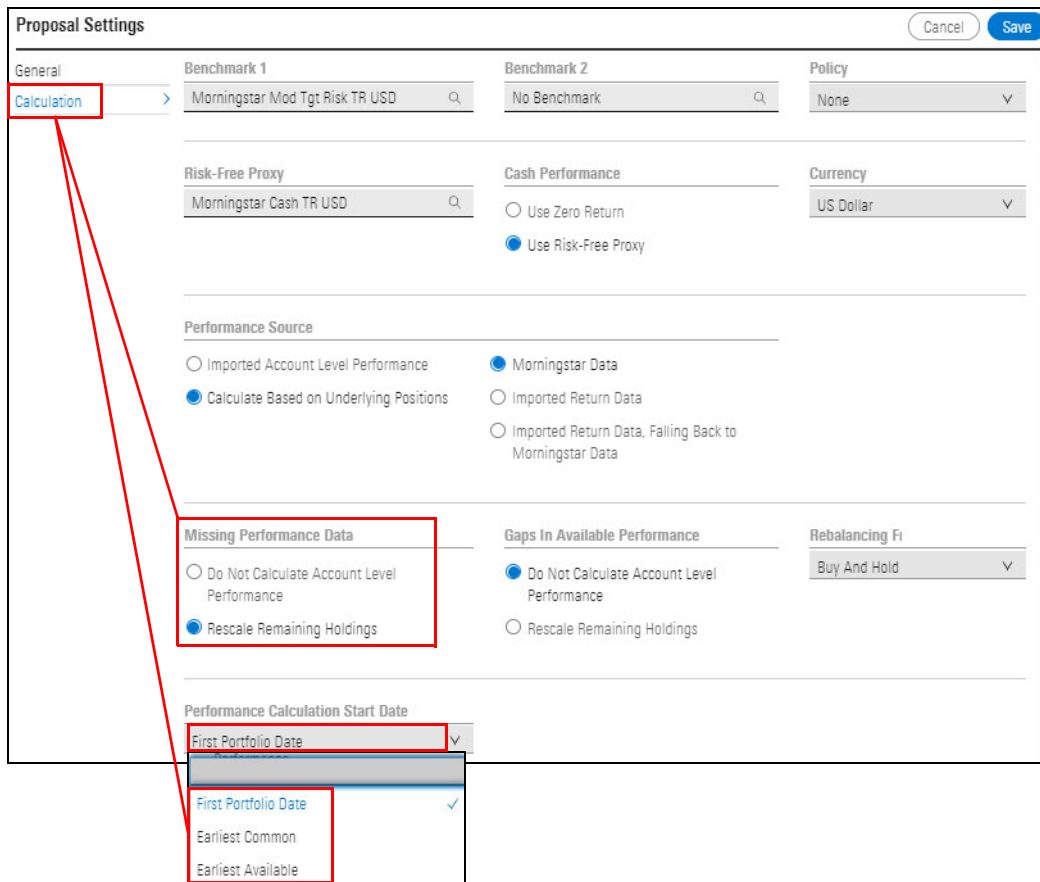 Proposal Settings
Cancel
Save
General
Calculation
Benchmark 1
Morningstar Mod Tgt Risk TR USD
Benchmark 2
No Benchmark
Policy
None
Risk-Free Proxy
Morningstar Cash TR USD
Cash Performance
Use Zero Return
Use Risk-Free Proxy
Currency
US Dollar
Performance Source
Imported Account Level Performance
Calculate Based on Underlying Positions
Morningstar Data
Imported Return Data
Imported Return Data, Falling Back to
Morningstar Data
Missing Performance Data
Do Not Calculate Account Level
Performance
Rescale Remaining Holdings
Gaps In Available Performance
Do Not Calculate Account Level
Performance
Rescale Remaining Holdings
Rebalancing Fr
Buy And Hold
Performance Calculation Start Date
First Portfolio Date
First Portfolio Date
Earliest Common
Earliest Available